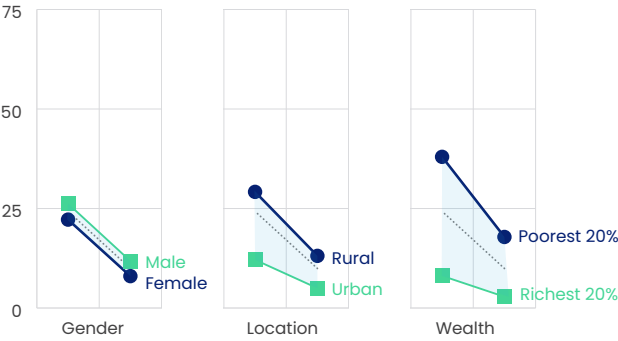 75
50
25
0
Male
Female
Rural
Urban
Poorest 20%
Richest 20%
Gender
Location
Wealth